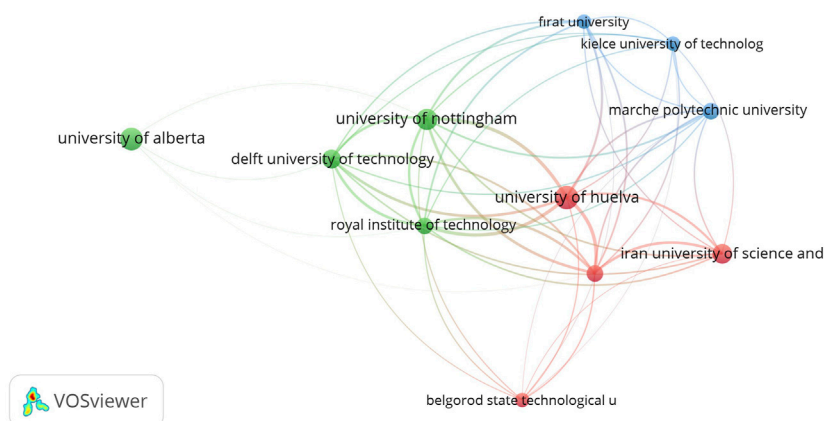 fırat university
kielce university of technolog
marche polytechnic university
university of nottingham
university of alberta
delft university of technology
university of huelva
royal institute of technology
iran university of science and
belgorod state technological u
VOSviewer